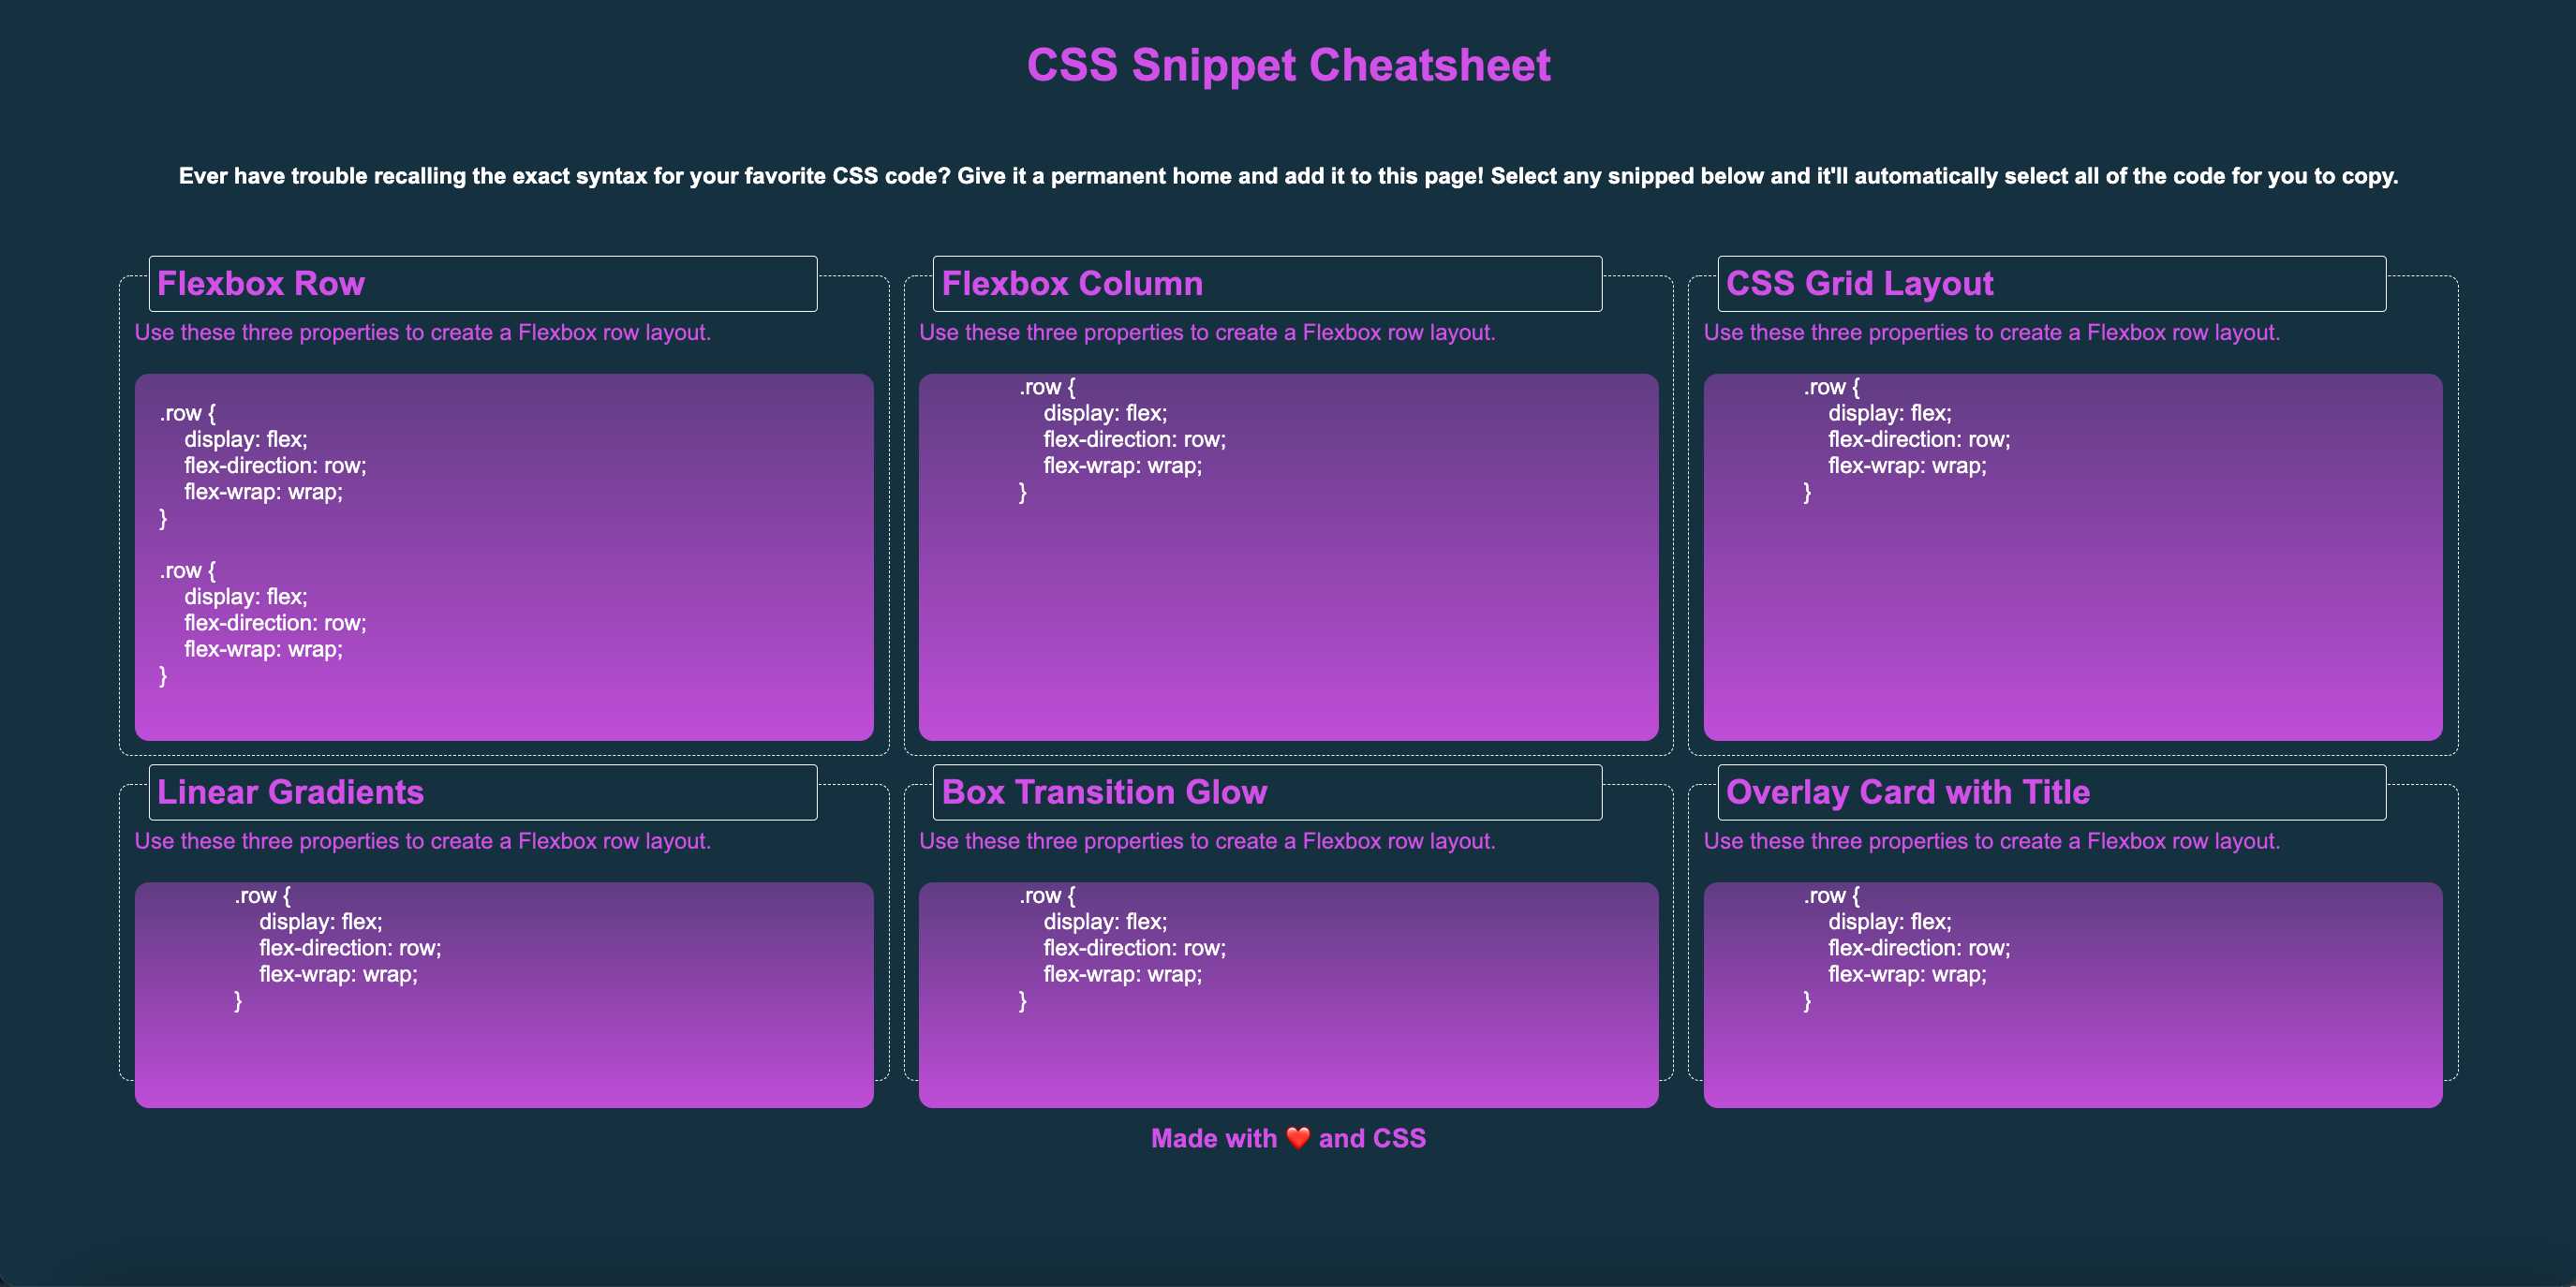 CSS Snippet Cheatsheet
Ever have trouble recalling the exact syntax for your favorite CSS code? Give it a permanent home and add it to this page! Select any snipped below and it'll automatically select all of the code for you to copy.
Flexbox Row
Use these three properties to create a Flexbox row layout.
.row {
display: flex;
flex-direction: row;
flex-wrap: wrap;
}
.row {
display: flex;
flex-direction: row;
flex-wrap: wrap;
}
Flexbox Column
Use these three properties to create a Flexbox row layout.
.row {
display: flex;
flex-direction: row;
flex-wrap: wrap;
}
CSS Grid Layout
Use these three properties to create a Flexbox row layout.
.row {
display: flex;
flex-direction: row;
flex-wrap: wrap;
}
Linear Gradients
Use these three properties to create a Flexbox row layout.
.row {
display: flex;
flex-direction: row;
flex-wrap: wrap;
}
Box Transition Glow
Use these three properties to create a Flexbox row layout.
.row {
display: flex;
flex-direction: row;
flex-wrap: wrap;
}
Overlay Card with Title
Use these three properties to create a Flexbox row layout.
.row {
display: flex;
flex-direction: row;
flex-wrap: wrap;
}
Made with ❤️ and CSS